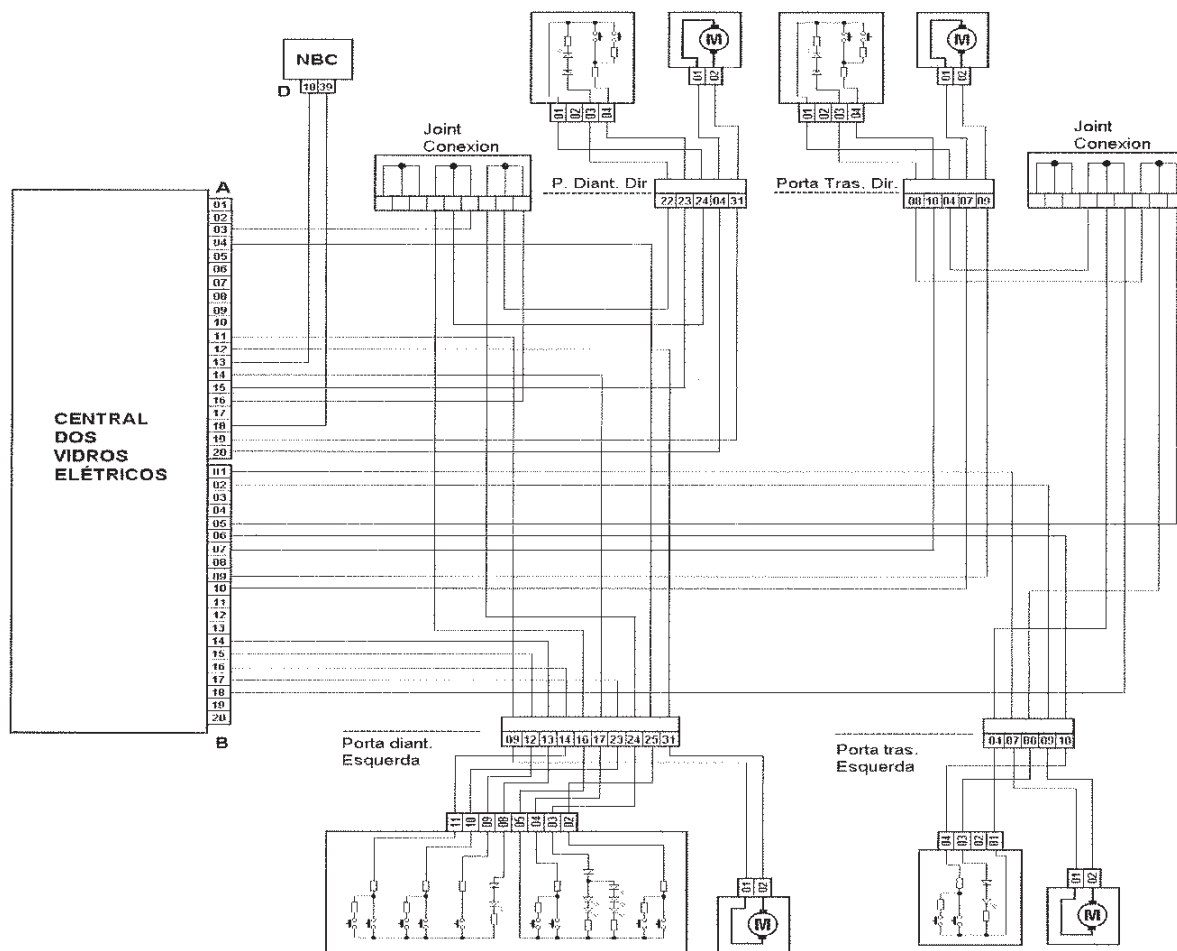 NBC
D
18 39
M
01 02
M
01 02
01 02 03 04
01 02 03 04
Joint
Conexion
Joint
Conexion
P. Diant. Dir
22 23 24 04 31
Porta Tras. Dir.
08 10 04 07 09
A
01
02
03
04
05
06
07
08
09
10
11
12
13
14
15
16
17
18
19
20
CENTRAL
DOS
VIDROS
ELÉTRICOS
01
02
03
04
05
06
07
08
09
10
11
12
13
14
15
16
17
18
19
20
B
Porta diant.
Esquerda
09 12 13 14 16 17 23 24 25 31
Porta tras.
Esquerda
04 07 08 09 10
11 10 09 08 05 04 03 02
01 02
M
04 03 02 01
01 02
M